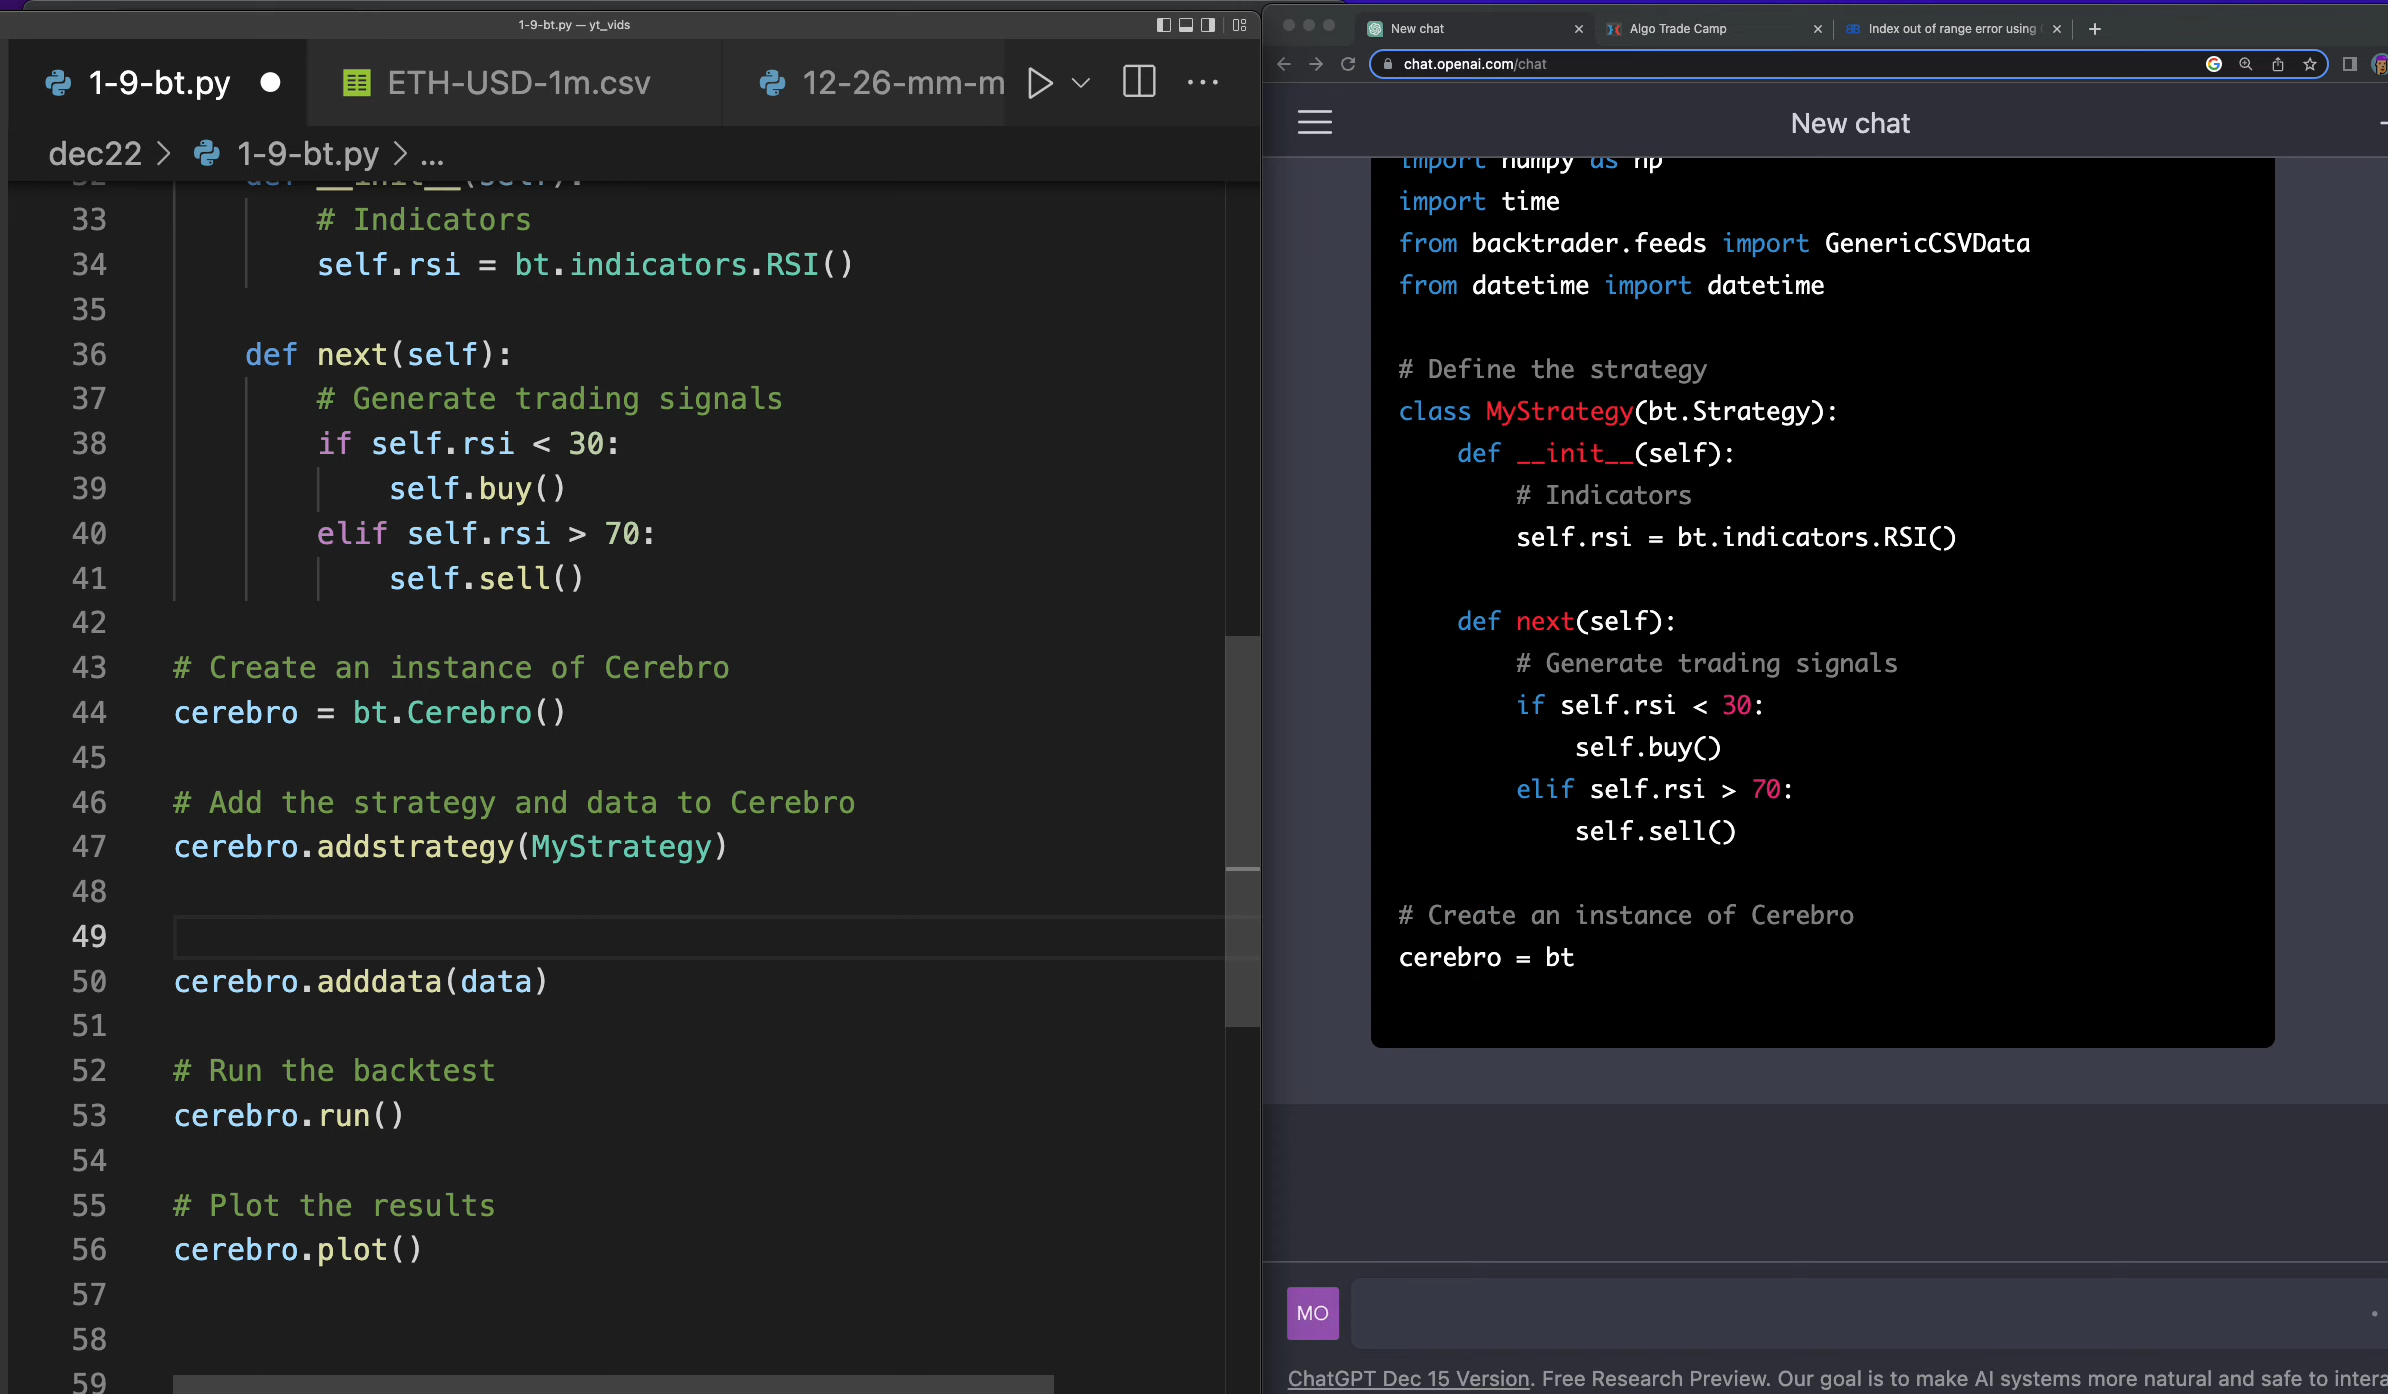 1-9-bt.py — yt_vids
1-9-bt.py
ETH-USD-1m.csv
12-26-mm-m
dec22 > 1-9-bt.py > ...
32 def __init__(self):
33 # Indicators
34 self.rsi = bt.indicators.RSI()
35
36 def next(self):
37 # Generate trading signals
38 if self.rsi < 30:
39 self.buy()
40 elif self.rsi > 70:
41 self.sell()
42
43 # Create an instance of Cerebro
44 cerebro = bt.Cerebro()
45
46 # Add the strategy and data to Cerebro
47 cerebro.addstrategy(MyStrategy)
48
49
50 cerebro.adddata(data)
51
52 # Run the backtest
53 cerebro.run()
54
55 # Plot the results
56 cerebro.plot()
57
58
59
New chat
Algo Trade Camp
Index out of range error using
chat.openai.com/chat
New chat
import numpy as np
import time
from backtrader.feeds import GenericCSVData
from datetime import datetime
# Define the strategy
class MyStrategy(bt.Strategy):
def __init__(self):
# Indicators
self.rsi = bt.indicators.RSI()
def next(self):
# Generate trading signals
if self.rsi < 30:
self.buy()
elif self.rsi > 70:
self.sell()
# Create an instance of Cerebro
cerebro = bt
MO
ChatGPT Dec 15 Version. Free Research Preview. Our goal is to make AI systems more natural and safe to intera